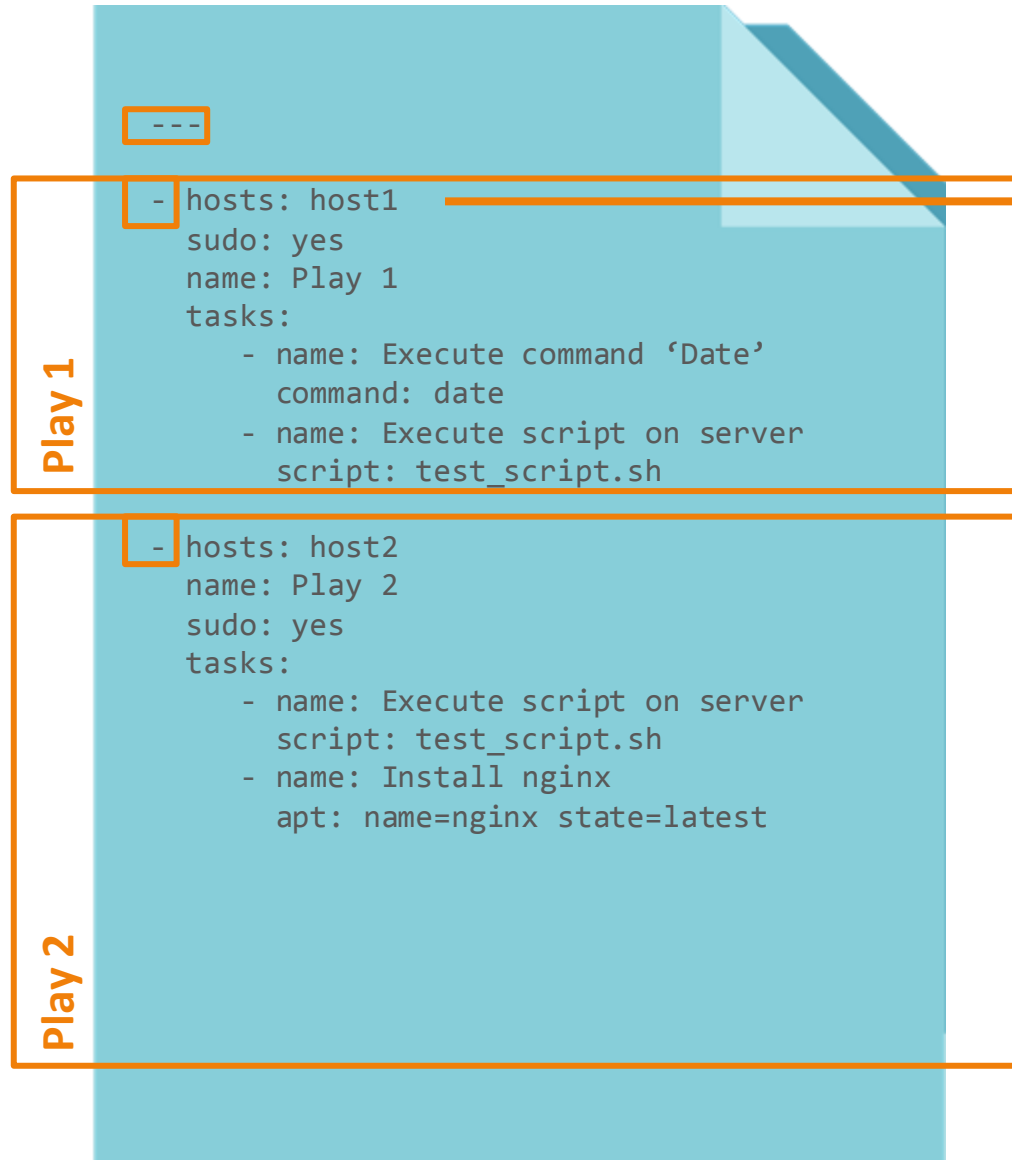 ---
- hosts: host1
sudo: yes
name: Play 1
tasks:
- name: Execute command ‘Date’
command: date
- name: Execute script on server
script: test_script.sh
Play 1
- hosts: host2
name: Play 2
sudo: yes
tasks:
- name: Execute script on server
script: test_script.sh
- name: Install nginx
apt: name=nginx state=latest
Play 2